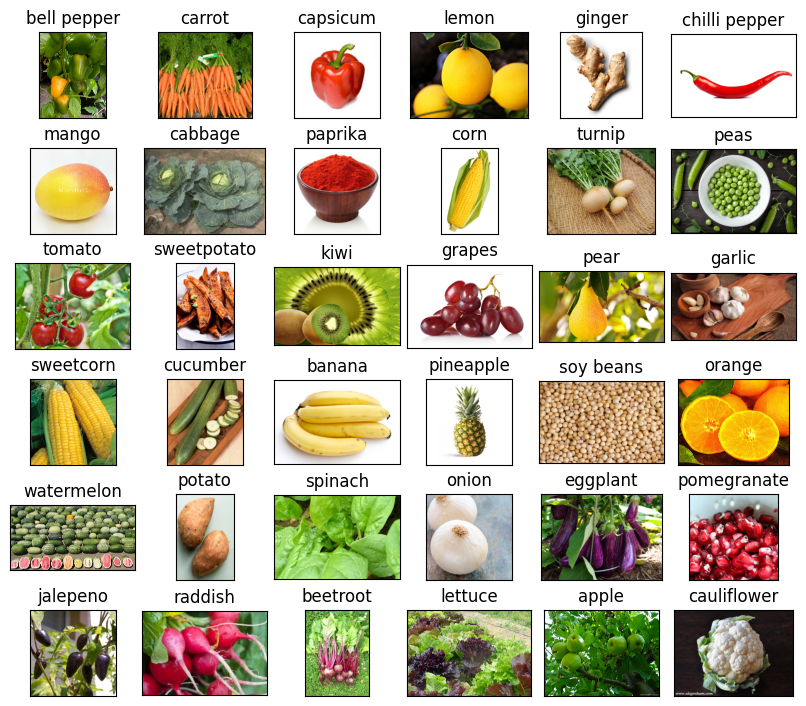 bell pepper
carrot
capsicum
lemon
ginger
chilli pepper
mango
cabbage
paprika
corn
turnip
peas
tomato
sweetpotato
kiwi
grapes
pear
garlic
sweetcorn
cucumber
banana
pineapple
soy beans
orange
watermelon
potato
spinach
onion
eggplant
pomegranate
jalepeno
raddish
beetroot
lettuce
apple
cauliflower